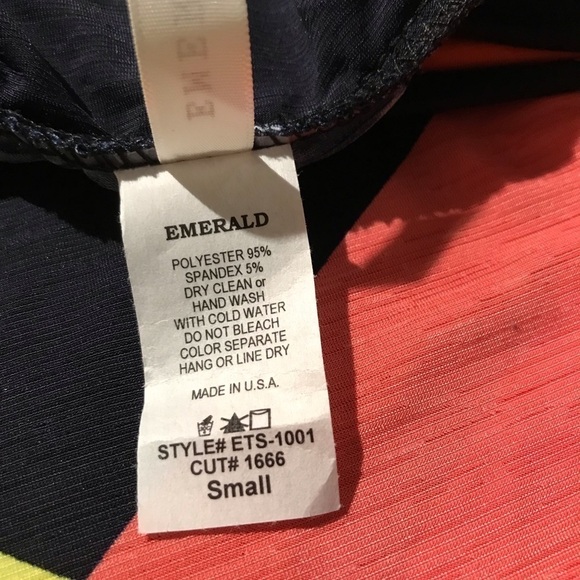 EME
EMERALD
POLYESTER 95%
SPANDEX 5%
DRY CLEAN or
HAND WASH
WITH COLD WATER
DO NOT BLEACH
COLOR SEPARATE
HANG OR LINE DRY
MADE IN U.S.A.
STYLE# ETS-1001
CUT# 1666
Small